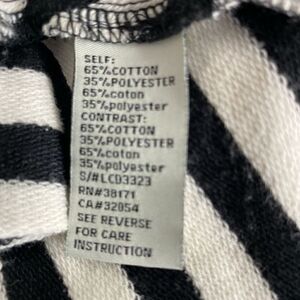 SELF:
65%COTTON
35%POLYESTER
65%coton
35%polyester
CONTRAST:
65%COTTON
35%POLYESTER
65%coton
35%polyester
S/#LCD3323
RN#38171
CA#32054
SEE REVERSE
FOR CARE
INSTRUCTION